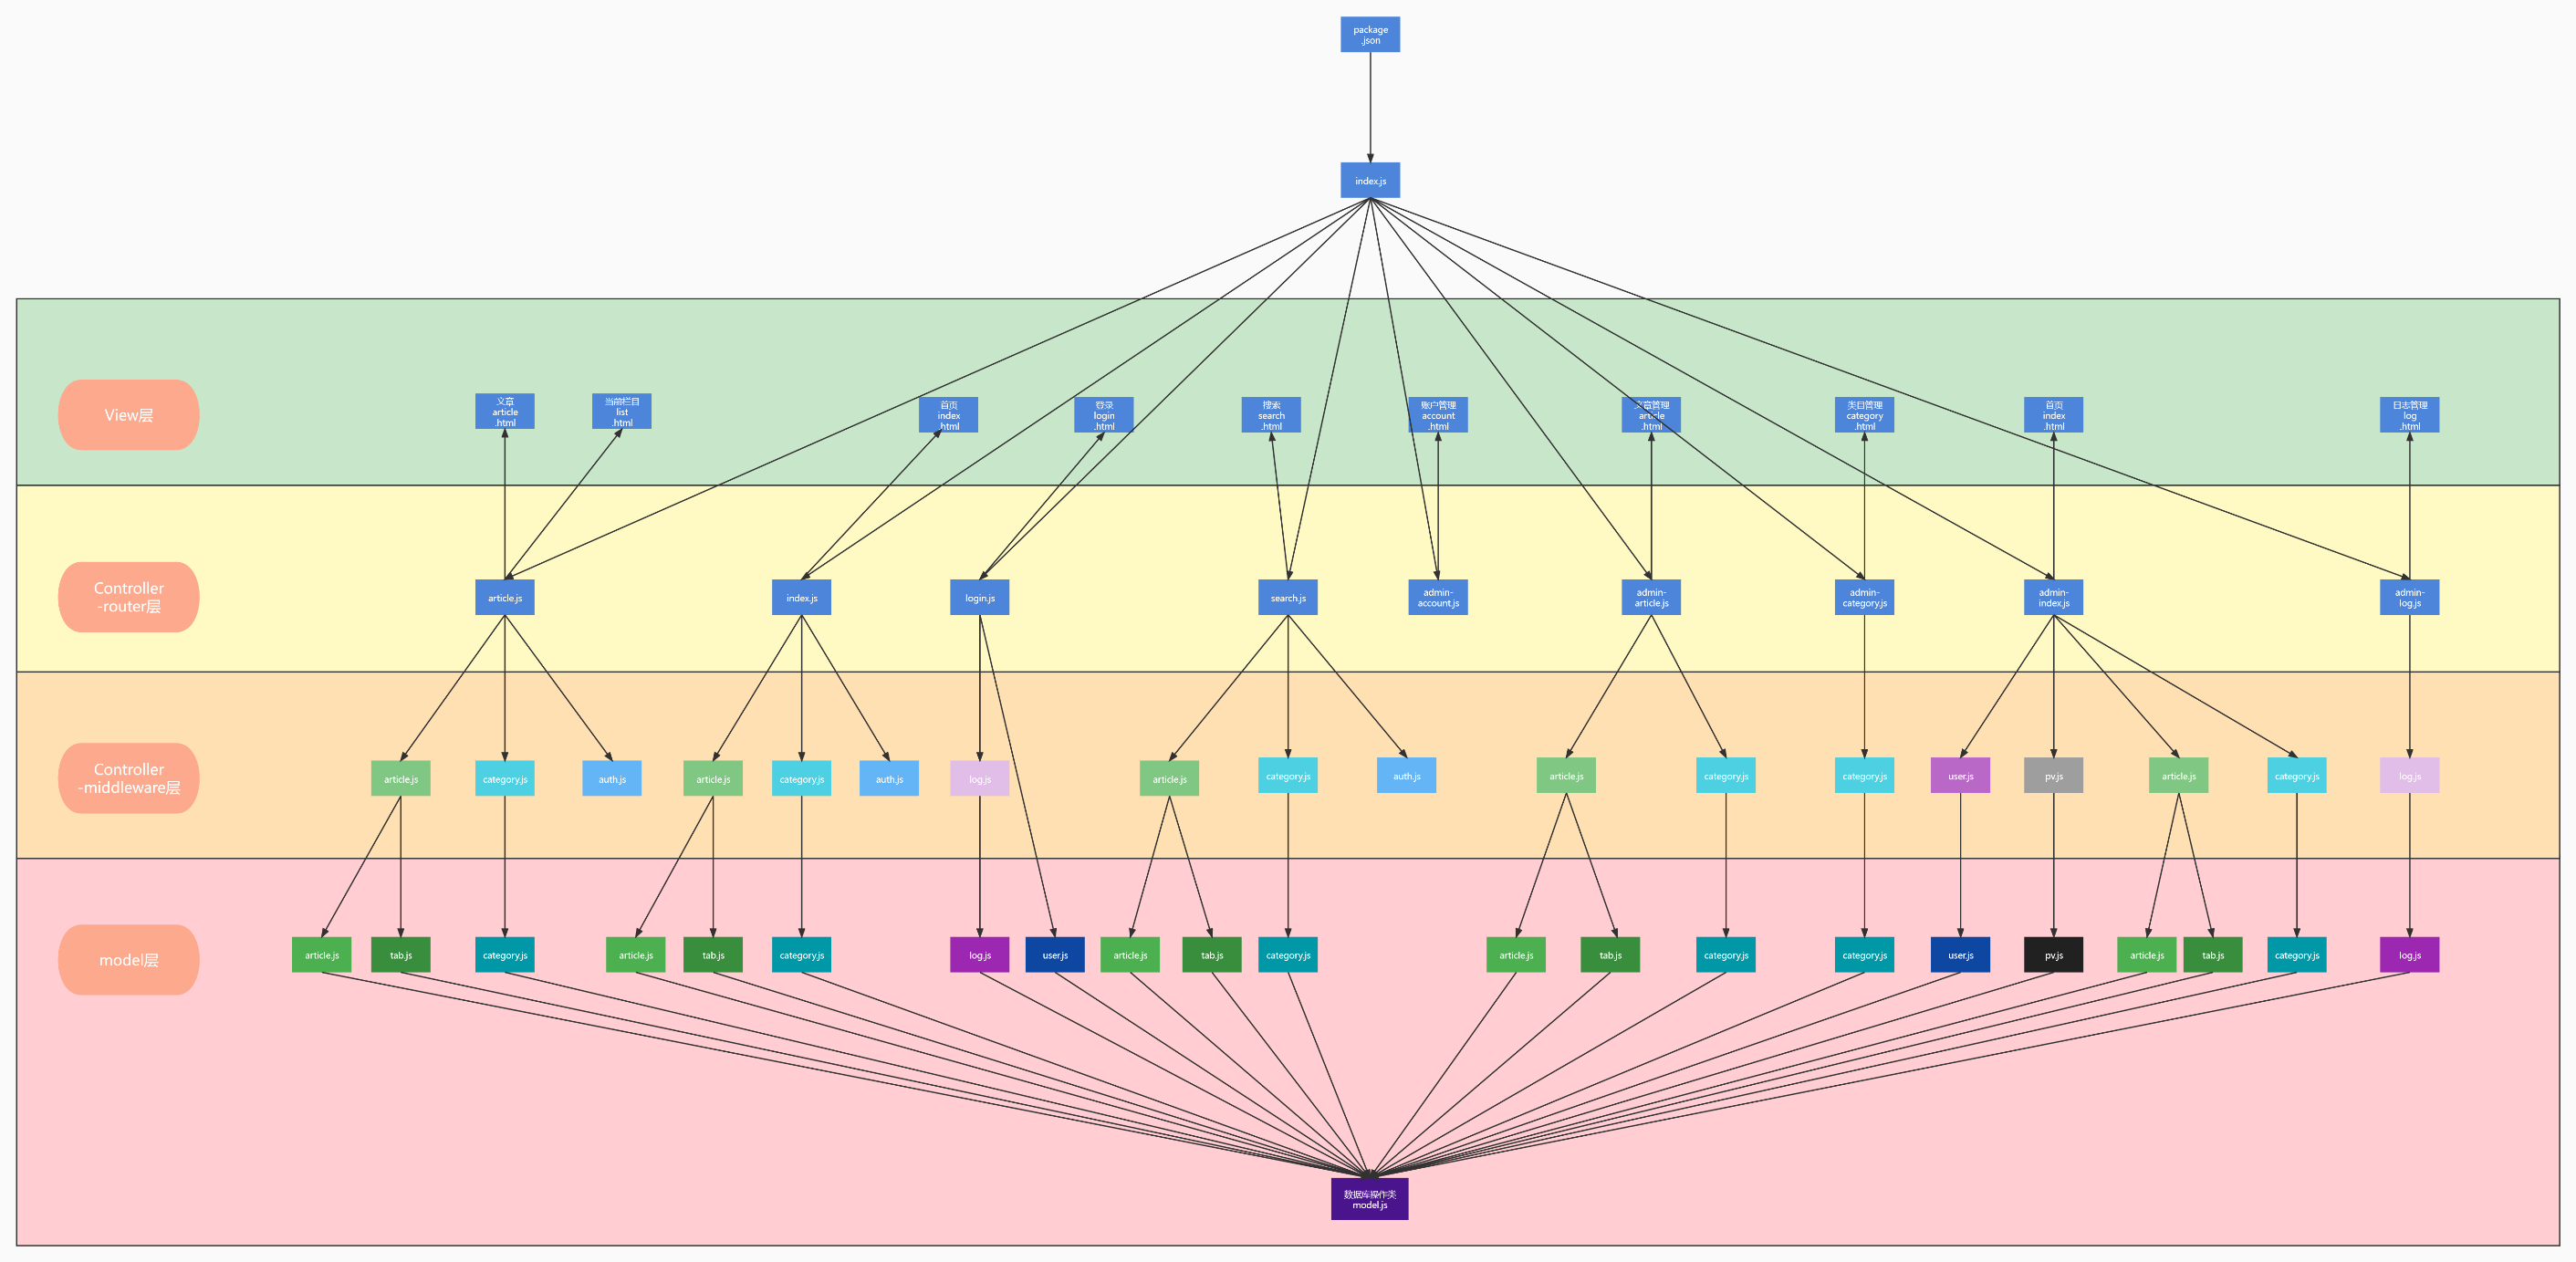 package
.json
index.js
View层
文章
article
.html
当前栏目
list
.html
首页
index
.html
登录
login
.html
搜索
search
.html
账户管理
account
.html
文章管理
article
.html
类目管理
category
.html
首页
index
.html
日志管理
log
.html
Controller
-router层
article.js
index.js
login.js
search.js
admin-
account.js
admin-
article.js
admin-
category.js
admin-
index.js
admin-
log.js
Controller
-middleware层
article.js
category.js
auth.js
article.js
category.js
auth.js
log.js
article.js
category.js
auth.js
article.js
category.js
category.js
user.js
pv.js
article.js
category.js
log.js
model层
article.js
tab.js
category.js
article.js
tab.js
category.js
log.js
user.js
article.js
tab.js
category.js
article.js
tab.js
category.js
category.js
user.js
pv.js
article.js
tab.js
category.js
log.js
数据库操作类
model.js